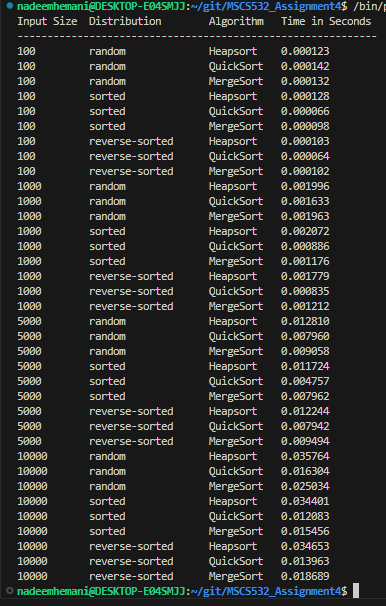 nadeemhemani@DESKTOP-E04SMJJ:~/git/MSCS532_Assignment4$ /bin/p
Input Size Distribution Algorithm Time in Seconds
------------------------------------------------------------
100 random Heapsort 0.000123
100 random QuickSort 0.000142
100 random MergeSort 0.000132
100 sorted Heapsort 0.000128
100 sorted QuickSort 0.000066
100 sorted MergeSort 0.000098
100 reverse-sorted Heapsort 0.000103
100 reverse-sorted QuickSort 0.000064
100 reverse-sorted MergeSort 0.000102
1000 random Heapsort 0.001996
1000 random QuickSort 0.001633
1000 random MergeSort 0.001963
1000 sorted Heapsort 0.002072
1000 sorted QuickSort 0.000886
1000 sorted MergeSort 0.001176
1000 reverse-sorted Heapsort 0.001779
1000 reverse-sorted QuickSort 0.000835
1000 reverse-sorted MergeSort 0.001212
5000 random Heapsort 0.012810
5000 random QuickSort 0.007960
5000 random MergeSort 0.009058
5000 sorted Heapsort 0.011724
5000 sorted QuickSort 0.004757
5000 sorted MergeSort 0.007962
5000 reverse-sorted Heapsort 0.012244
5000 reverse-sorted QuickSort 0.007942
5000 reverse-sorted MergeSort 0.009494
10000 random Heapsort 0.035764
10000 random QuickSort 0.016304
10000 random MergeSort 0.025034
10000 sorted Heapsort 0.034401
10000 sorted QuickSort 0.012083
10000 sorted MergeSort 0.015456
10000 reverse-sorted Heapsort 0.034653
10000 reverse-sorted QuickSort 0.013963
10000 reverse-sorted MergeSort 0.018689
nadeemhemani@DESKTOP-E04SMJJ:~/git/MSCS532_Assignment4$